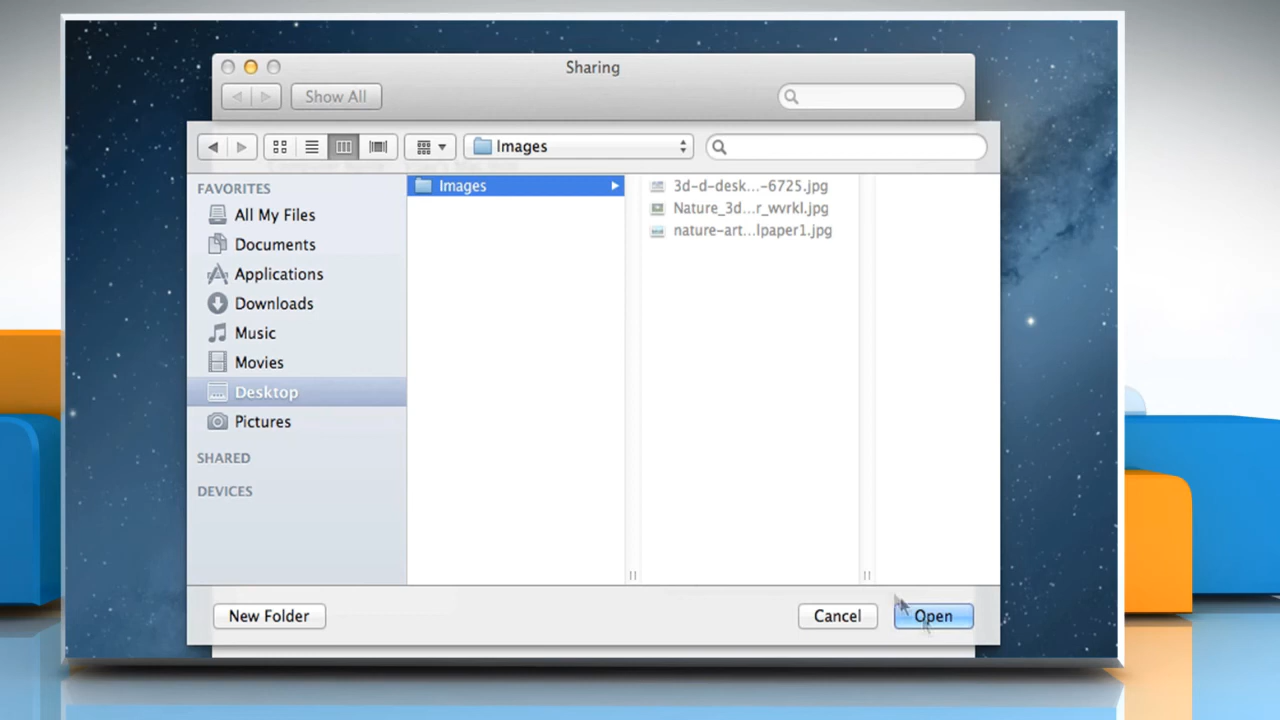 Sharing
Show All
Images
FAVORITES
All My Files
Documents
Applications
Downloads
Music
Movies
Desktop
Pictures
SHARED
DEVICES
Images
3d-d-desk...-6725.jpg
Nature_3d...r_wvrkl.jpg
nature-art...lpaper1.jpg
New Folder
Cancel
Open